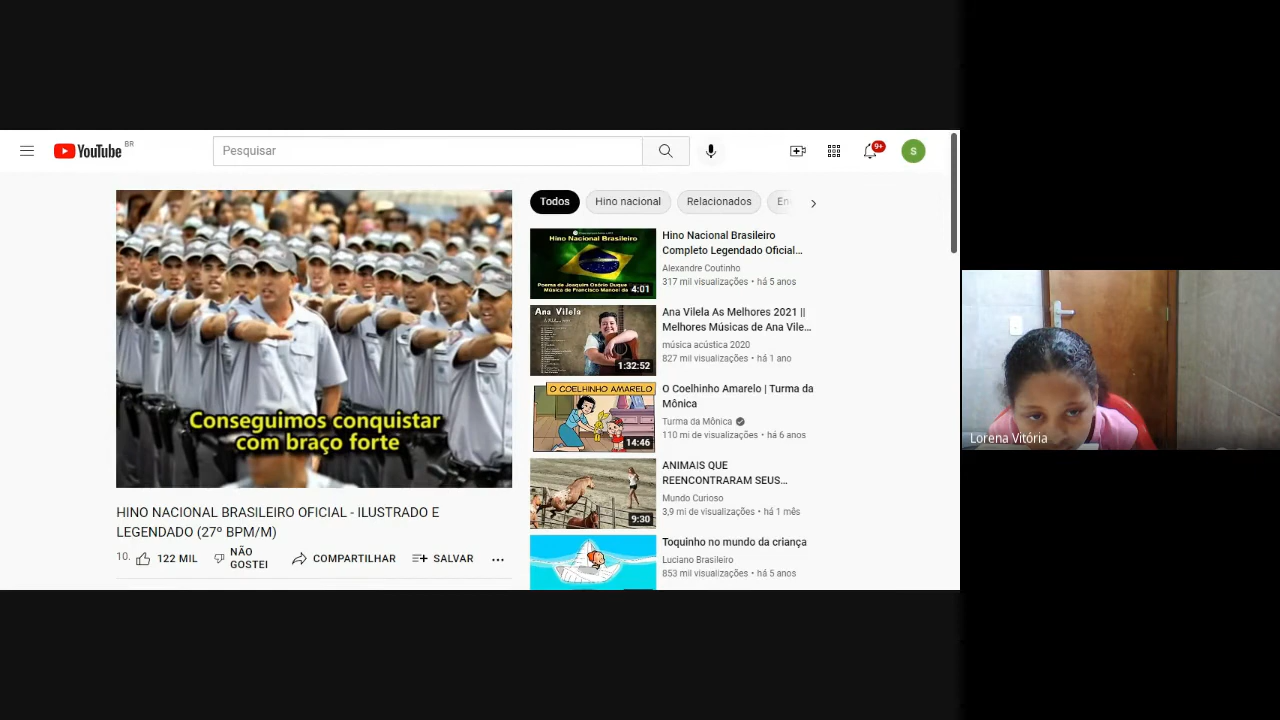 YouTube BR
Pesquisar
9+
S
Conseguimos conquistar
com braço forte
HINO NACIONAL BRASILEIRO OFICIAL - ILUSTRADO E
LEGENDADO (27º BPM/M)
10.
122 MIL
NÃO
GOSTEI
COMPARTILHAR
SALVAR
Todos
Hino nacional
Relacionados
Hino Nacional Brasileiro
4:01
Hino Nacional Brasileiro
Completo Legendado Oficial...
Alexandre Coutinho
317 mil visualizações • há 5 anos
Ana Vilela
1:32:52
Ana Vilela As Melhores 2021 ||
Melhores Músicas de Ana Vile...
música acústica 2020
827 mil visualizações • há 1 ano
O COELHINHO AMARELO
14:46
O Coelhinho Amarelo | Turma da
Mônica
Turma da Mônica
110 mi de visualizações • há 6 anos
9:30
ANIMAIS QUE
REENCONTRARAM SEUS...
Mundo Curioso
3,9 mi de visualizações • há 1 mês
Toquinho no mundo da criança
Luciano Brasileiro
853 mil visualizações • há 5 anos
Lorena Vitória